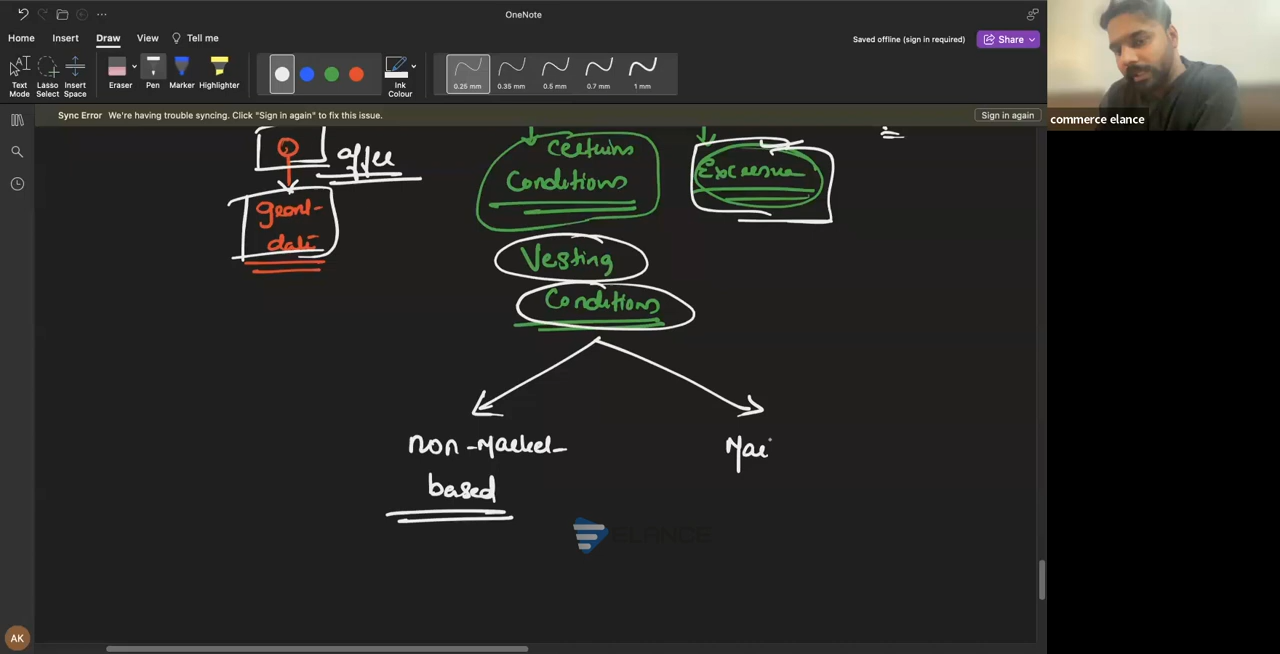 OneNote
Home Insert Draw View Tell me
Saved offline (sign in required)
Share
Text Mode
Lasso Select
Insert Space
Eraser
Pen
Marker
Highlighter
Ink Colour
0.25 mm
0.35 mm
0.5 mm
0.7 mm
1 mm
Sync Error We're having trouble syncing. Click "Sign in again" to fix this issue.
Sign in again
commerce elance
offer
date
Certains
Conditions
Vesting
Conditions
non-Market-
based
Mar
ELANCE
AK